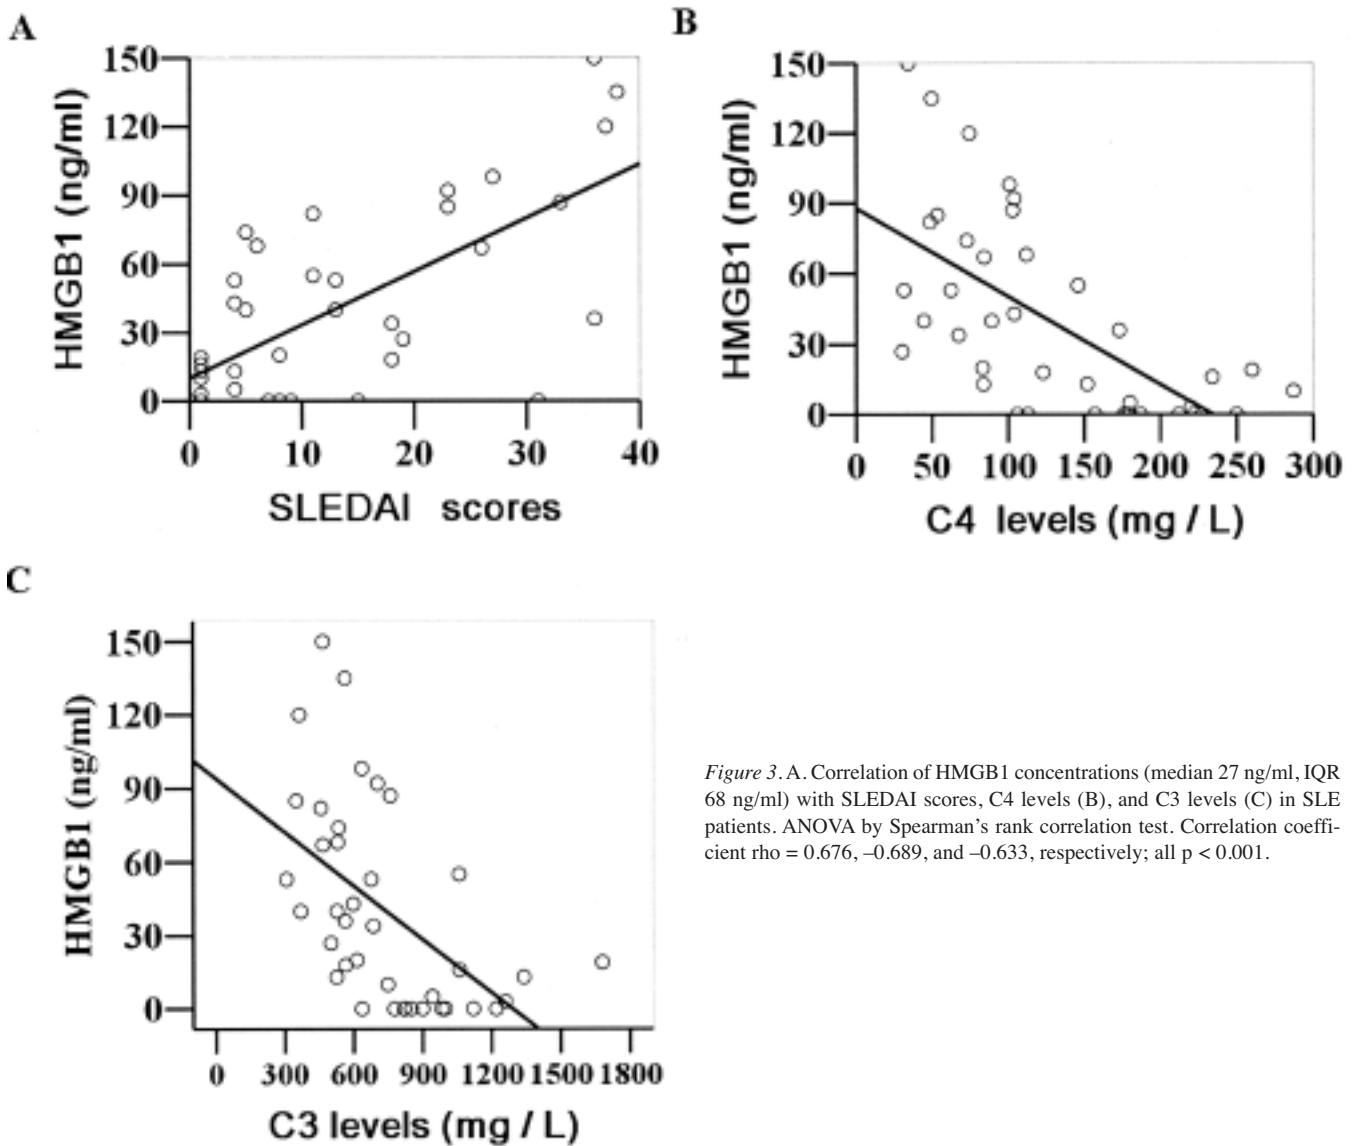 A
150
120
90
60
30
0
HMGB1 (ng/ml)
0 10 20 30 40
SLEDAI scores
B
150
120
90
60
30
0
HMGB1 (ng/ml)
0 50 100 150 200 250 300
C4 levels (mg / L)
C
150
120
90
60
30
0
HMGB1 (ng/ml)
0 300 600 900 1200 1500 1800
C3 levels (mg / L)
Figure 3. A. Correlation of HMGB1 concentrations (median 27 ng/ml, IQR
68 ng/ml) with SLEDAI scores, C4 levels (B), and C3 levels (C) in SLE
patients. ANOVA by Spearman’s rank correlation test. Correlation coeffi-
cient rho = 0.676, –0.689, and –0.633, respectively; all p < 0.001.